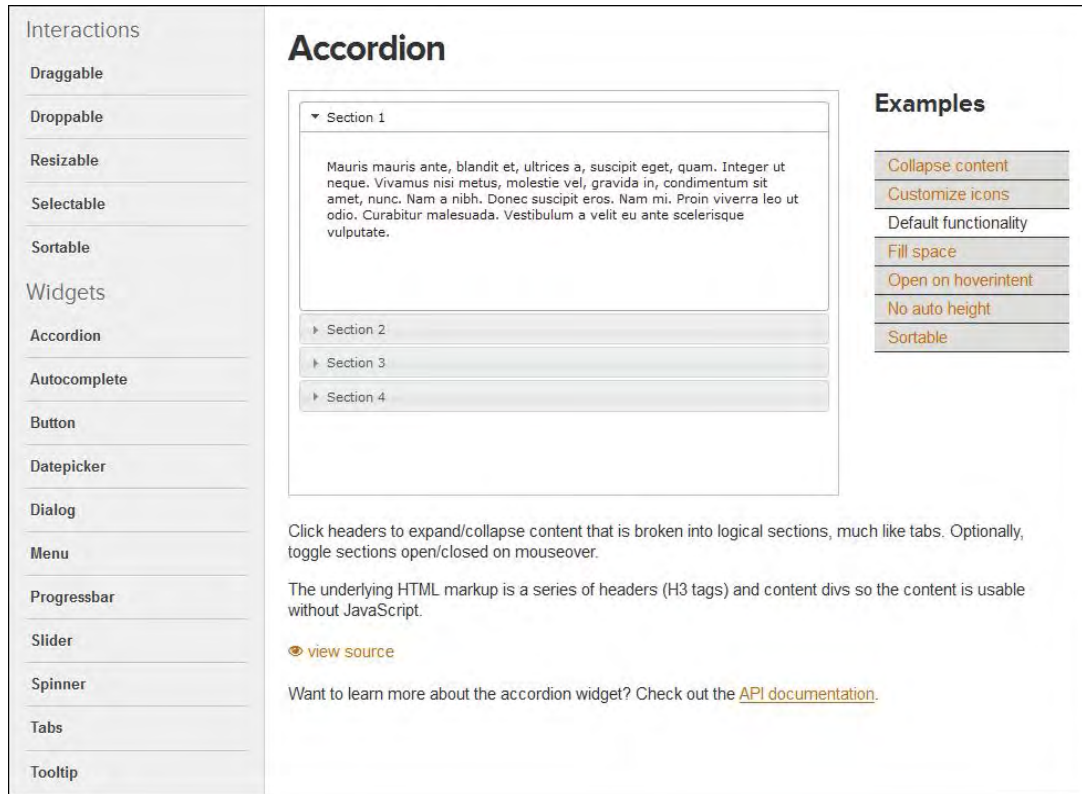 Interactions
Draggable
Droppable
Resizable
Selectable
Sortable
Widgets
Accordion
Autocomplete
Button
Datepicker
Dialog
Menu
Progressbar
Slider
Spinner
Tabs
Tooltip
Accordion
Section 1
Mauris mauris ante, blandit et, ultrices a, suscipit eget, quam. Integer ut
neque. Vivamus nisi metus, molestie vel, gravida in, condimentum sit
amet, nunc. Nam a nibh. Donec suscipit eros. Nam mi. Proin viverra leo ut
odio. Curabitur malesuada. Vestibulum a velit eu ante scelerisque
vulputate.
Section 2
Section 3
Section 4
Examples
Collapse content
Customize icons
Default functionality
Fill space
Open on hoverintent
No auto height
Sortable
Click headers to expand/collapse content that is broken into logical sections, much like tabs. Optionally,
toggle sections open/closed on mouseover.
The underlying HTML markup is a series of headers (H3 tags) and content divs so the content is usable
without JavaScript.
view source
Want to learn more about the accordion widget? Check out the API documentation.